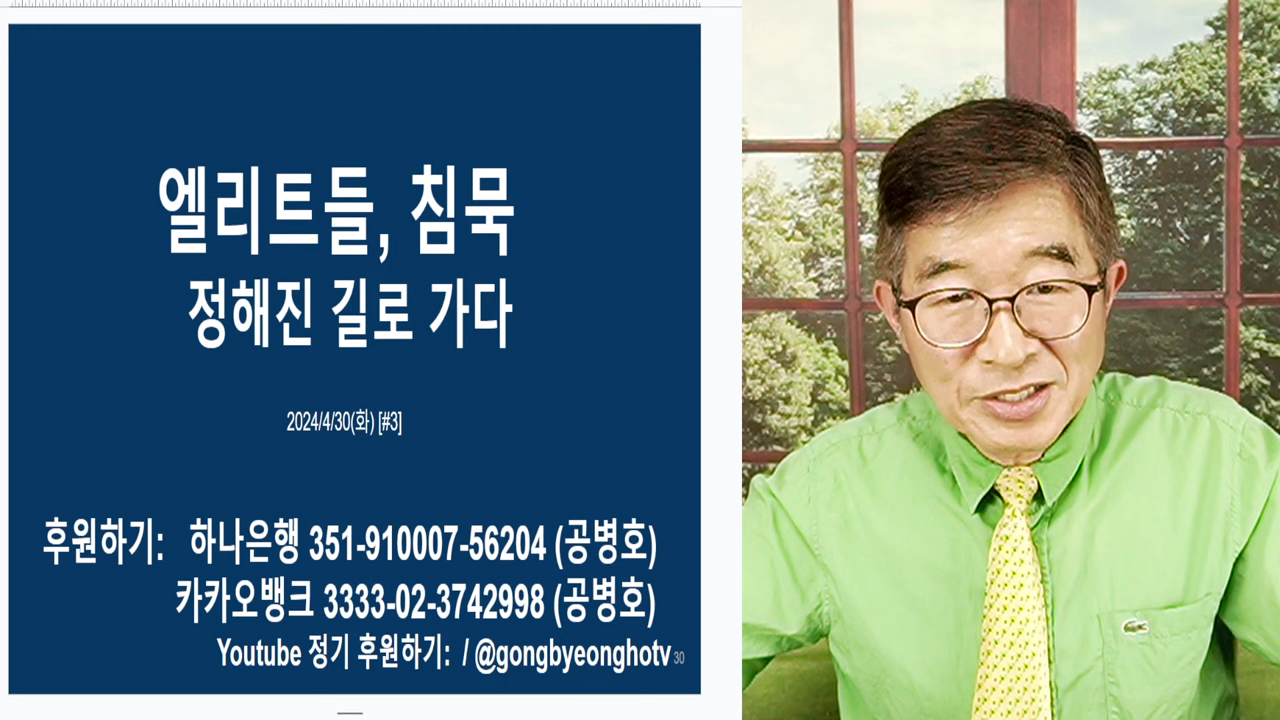 엘리트들, 침묵
정해진 길로 가다
2024/4/30(화) [#3]
후원하기: 하나은행 351-910007-56204 (공병호)
카카오뱅크 3333-02-3742998 (공병호)
Youtube 정기 후원하기: / @gongbyeonghotv
30